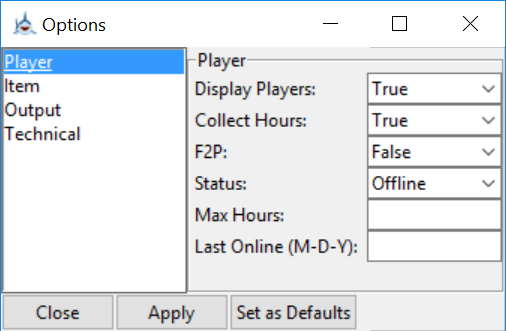 Options
Player
Item
Output
Technical
Player
Display Players: True
Collect Hours: True
F2P: False
Status: Offline
Max Hours:
Last Online (M-D-Y):
Close Apply Set as Defaults